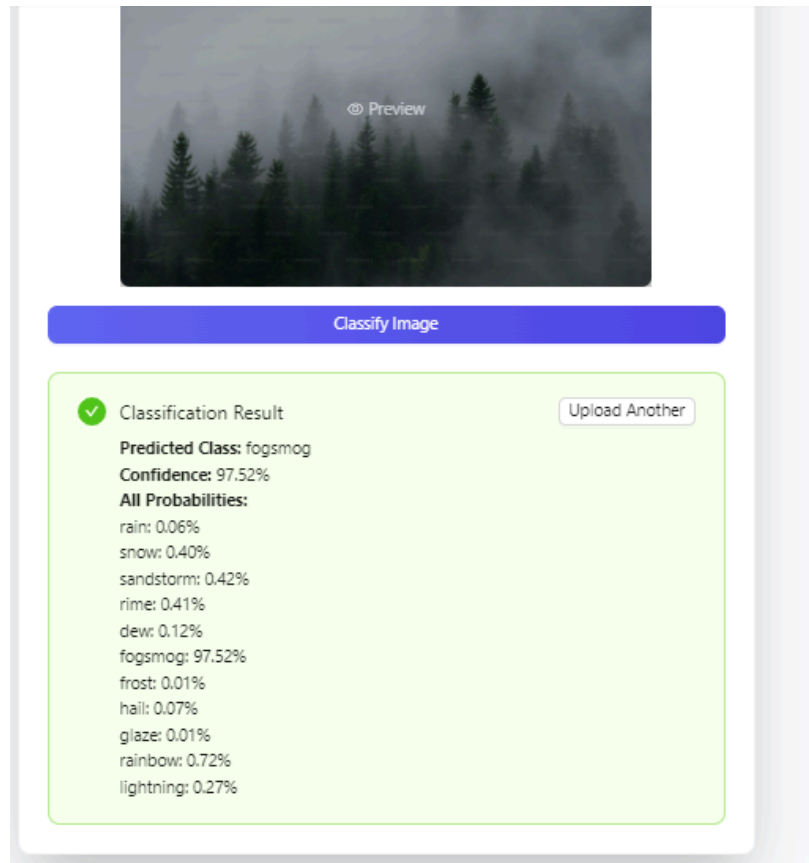 Preview
Classify Image
Classification Result
Upload Another
Predicted Class: fogsmog
Confidence: 97.52%
All Probabilities:
rain: 0.06%
snow: 0.40%
sandstorm: 0.42%
rime: 0.41%
dew: 0.12%
fogsmog: 97.52%
frost: 0.01%
hail: 0.07%
glaze: 0.01%
rainbow: 0.72%
lightning: 0.27%